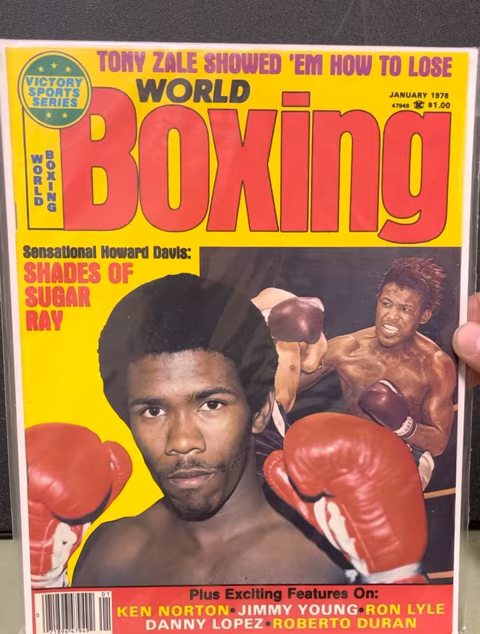 TONY ZALE SHOWED 'EM HOW TO LOSE
VICTORY
SPORTS
SERIES
WORLD
JANUARY 1978
47949 $1.00
BOXING
WORLD
BOXING
Sensational Howard Davis:
SHADES OF
SUGAR
RAY
Plus Exciting Features On:
KEN NORTON • JIMMY YOUNG • RON LYLE
DANNY LOPEZ • ROBERTO DURAN
01